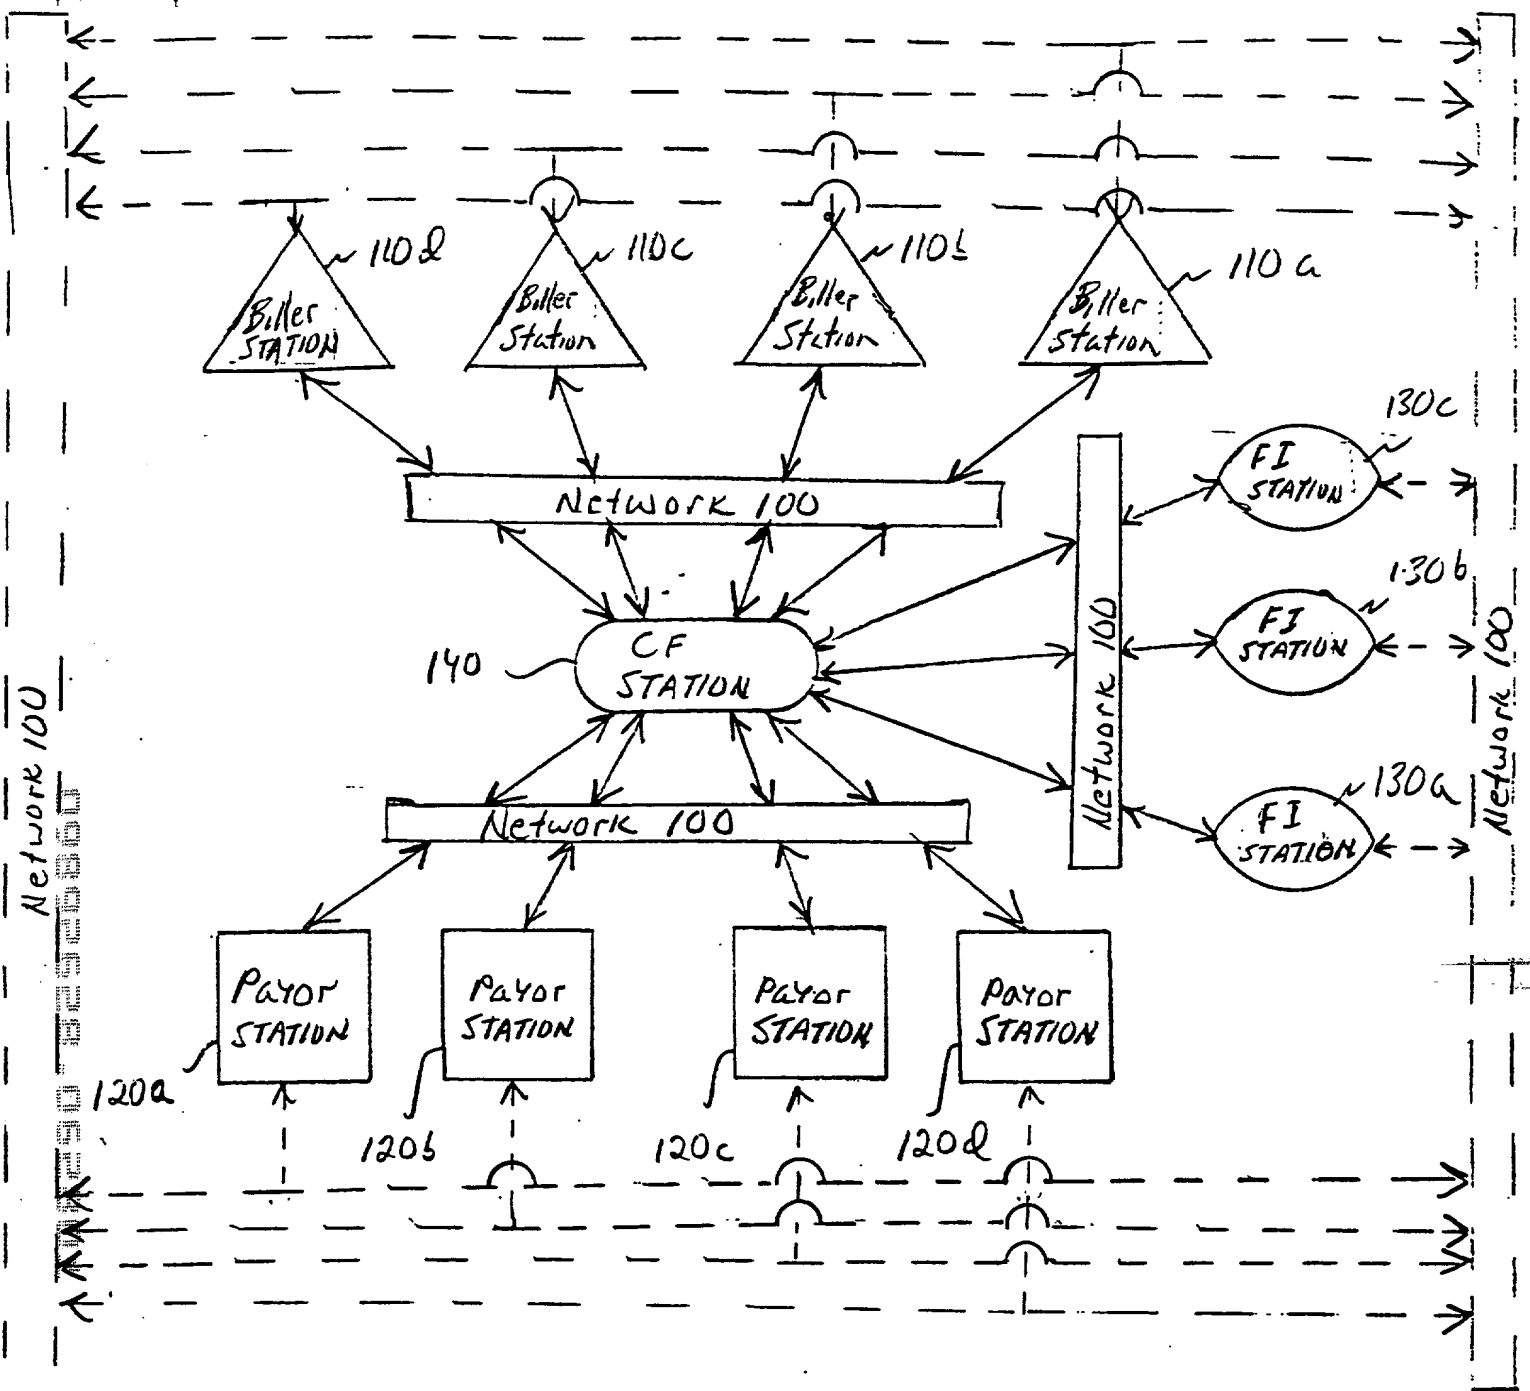 110d
110c
110b
110a
Biller
STATION
Biller
Station
Biller
Station
Biller
Station
130c
FI
STATION
Network 100
130b
FI
STATION
Network 100
CF
STATION
140
Network 100
Network 100
Network 100
130a
FI
STATION
Network 100
Payor
STATION
Payor
STATION
Payor
STATION
Payor
STATION
120a
120b
120c
120d